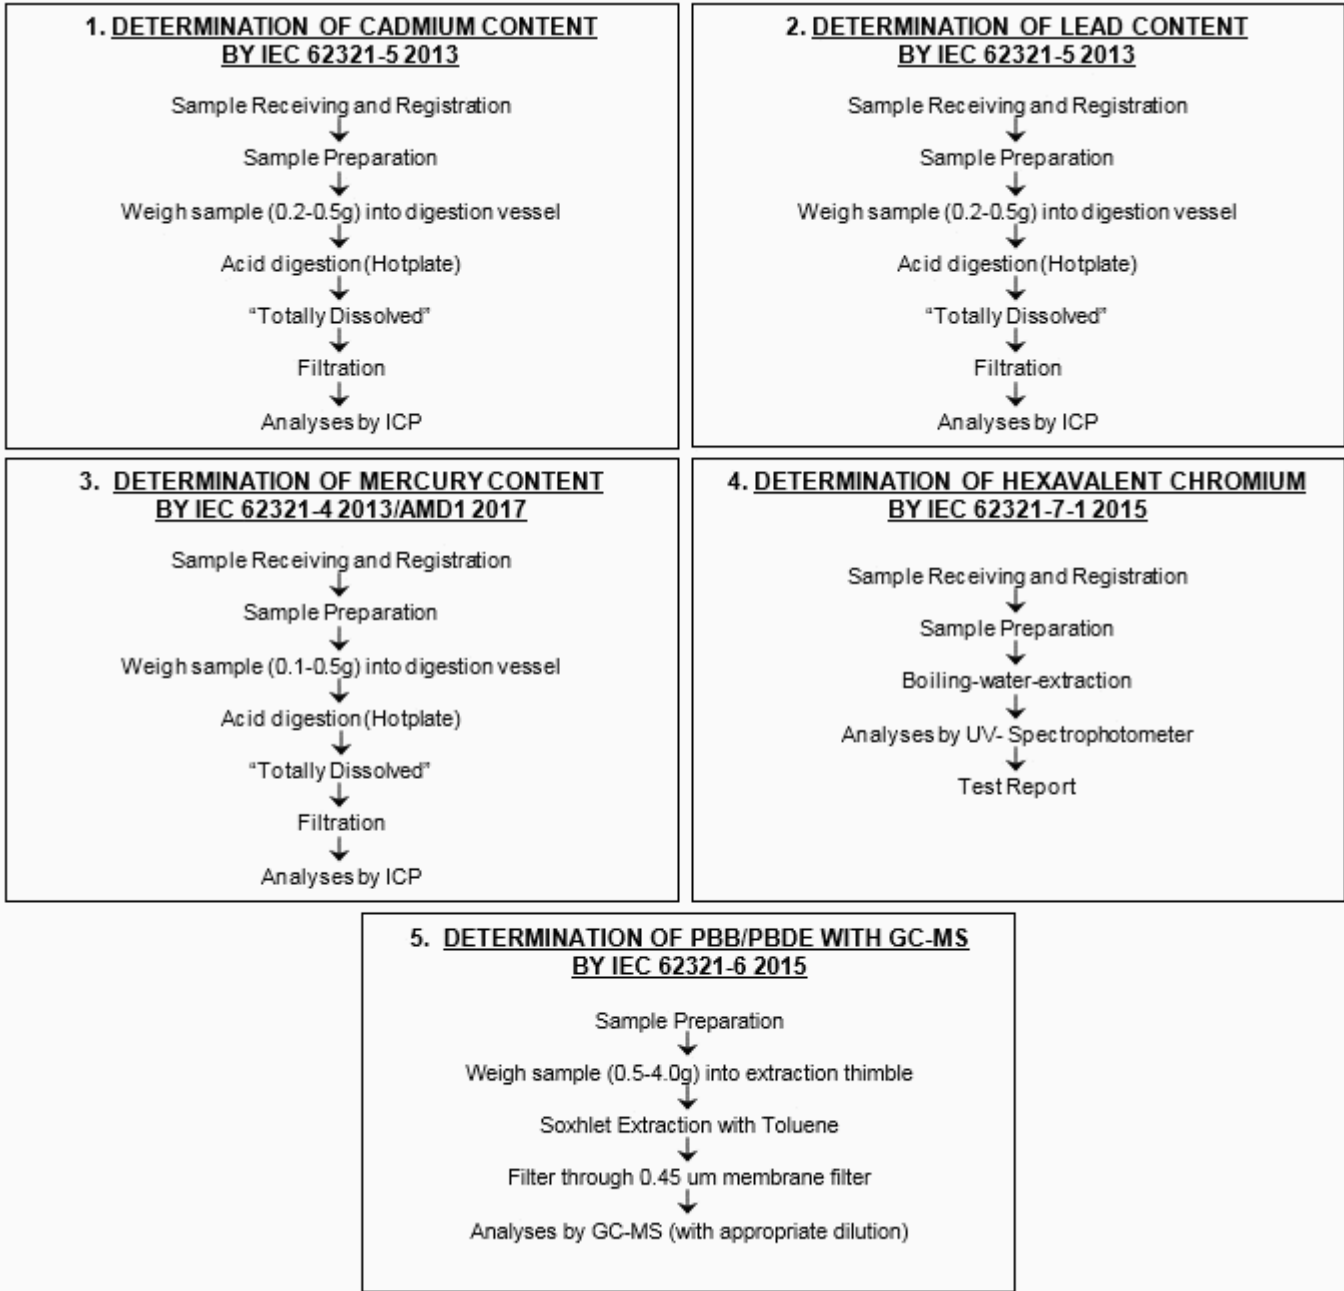 1. DETERMINATION OF CADMIUM CONTENT
BY IEC 62321-5 2013
Sample Receiving and Registration
Sample Preparation
Weigh sample (0.2-0.5g) into digestion vessel
Acid digestion (Hotplate)
“Totally Dissolved”
Filtration
Analyses by ICP
2. DETERMINATION OF LEAD CONTENT
BY IEC 62321-5 2013
Sample Receiving and Registration
Sample Preparation
Weigh sample (0.2-0.5g) into digestion vessel
Acid digestion (Hotplate)
“Totally Dissolved”
Filtration
Analyses by ICP
3. DETERMINATION OF MERCURY CONTENT
BY IEC 62321-4 2013/AMD1 2017
Sample Receiving and Registration
Sample Preparation
Weigh sample (0.1-0.5g) into digestion vessel
Acid digestion (Hotplate)
“Totally Dissolved”
Filtration
Analyses by ICP
4. DETERMINATION OF HEXAVALENT CHROMIUM
BY IEC 62321-7-1 2015
Sample Receiving and Registration
Sample Preparation
Boiling-water-extraction
Analyses by UV- Spectrophotometer
Test Report
5. DETERMINATION OF PBB/PBDE WITH GC-MS
BY IEC 62321-6 2015
Sample Preparation
Weigh sample (0.5-4.0g) into extraction thimble
Soxhlet Extraction with Toluene
Filter through 0.45 um membrane filter
Analyses by GC-MS (with appropriate dilution)